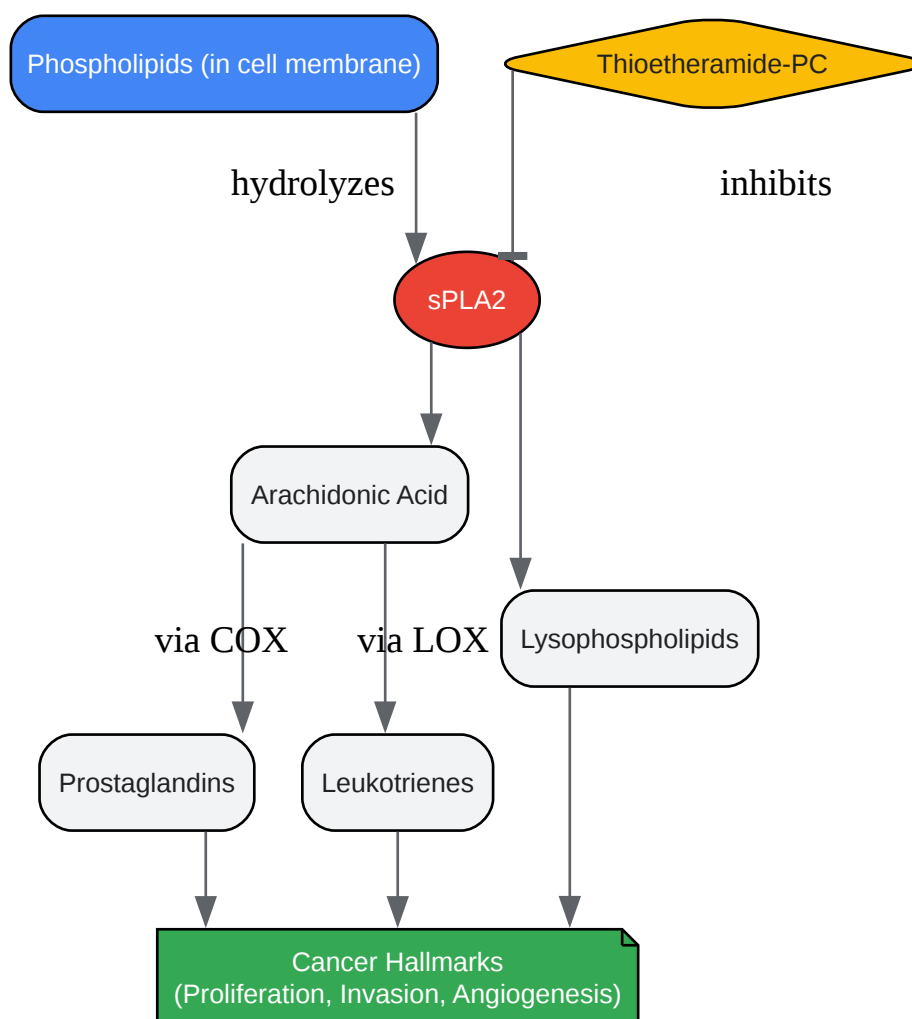 Phospholipids (in cell membrane)
Thioetheramide-PC
hydrolyzes
inhibits
sPLA2
Arachidonic Acid
via COX
via LOX
Lysophospholipids
Prostaglandins
Leukotrienes
Cancer Hallmarks
(Proliferation, Invasion, Angiogenesis)